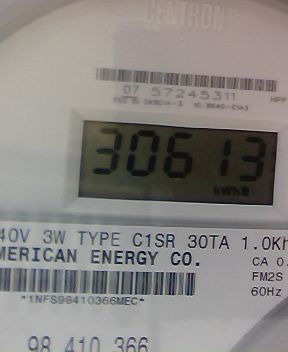 CENTRON®
07 57245311
30613
kWh
40V 3W TYPE C1SR 30TA 1.0Kh
MERICAN ENERGY CO.
CA 0.
FM2S
60Hz
*1NFS98410366MEC*
98 410 366